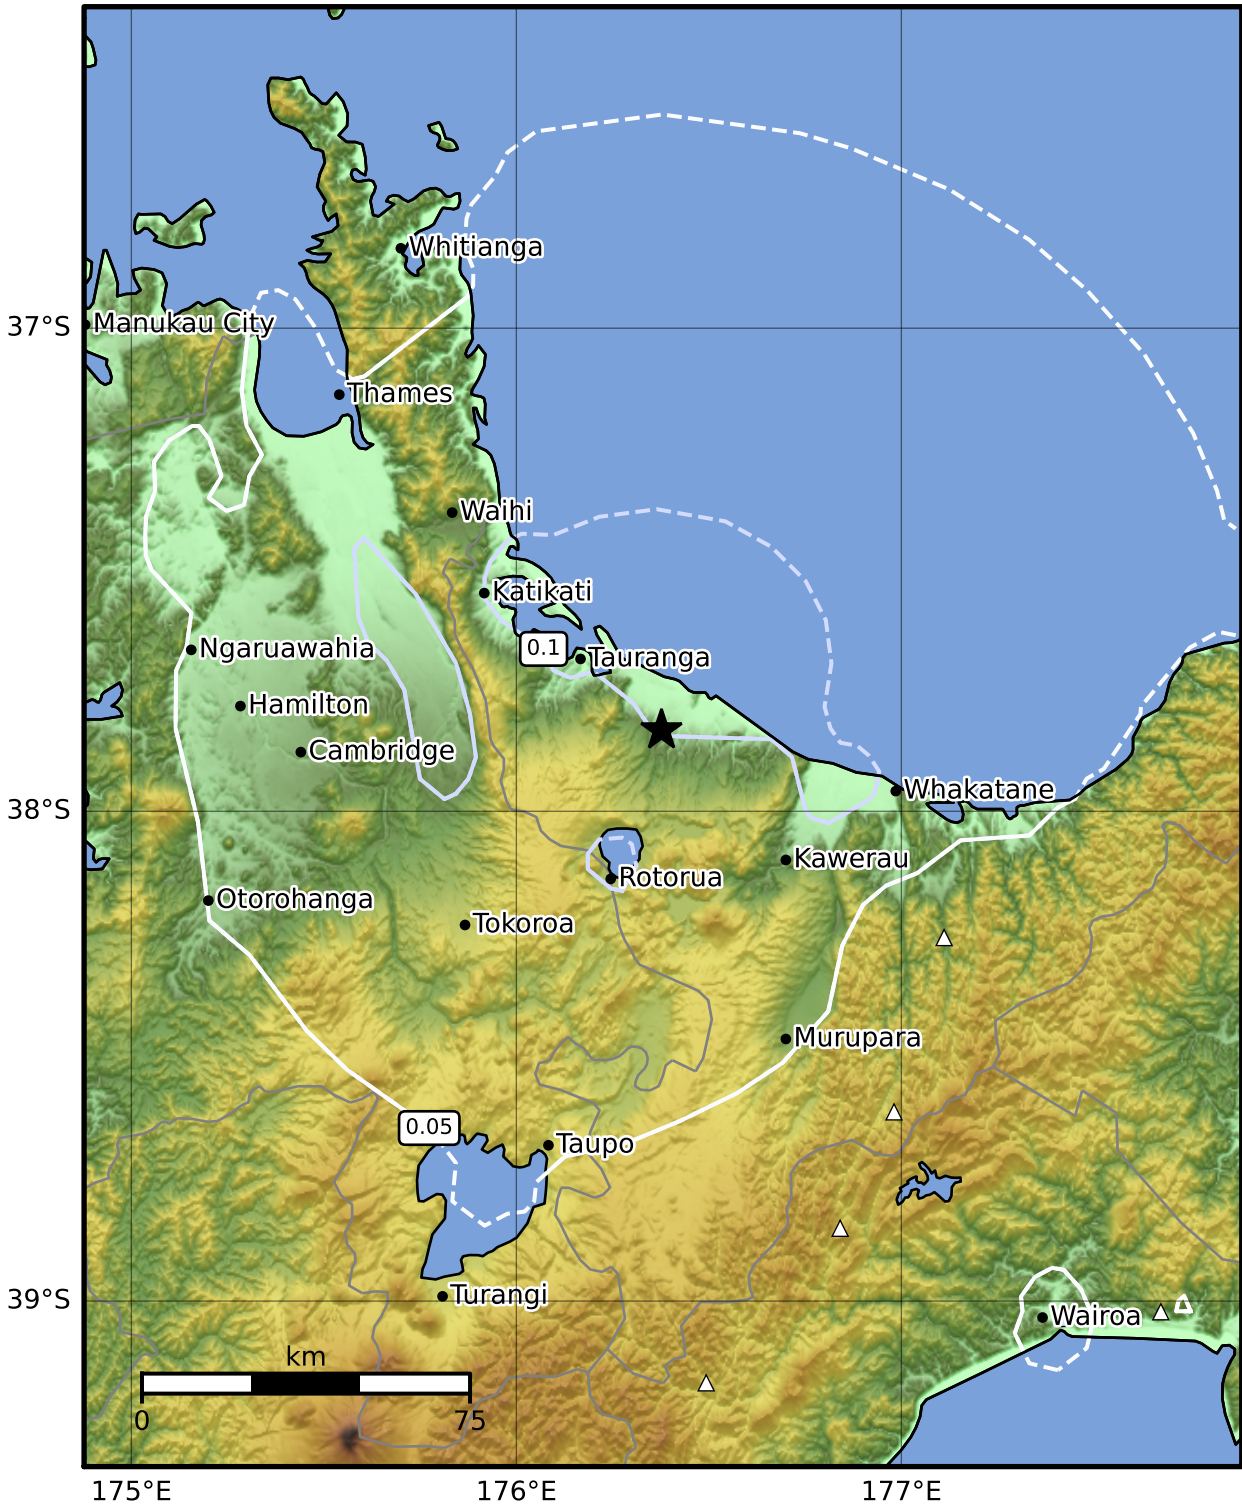 Whitianga
Manukau City
37°S
Thames
Waihi
Katikati
0.1
Tauranga
Ngaruawahia
Hamilton
Cambridge
Whakatane
38°S
Kawerau
Rotorua
Otorohanga
Tokoroa
Murupara
0.05
Taupo
39°S
Turangi
Wairoa
km
0 75
175°E 176°E 177°E